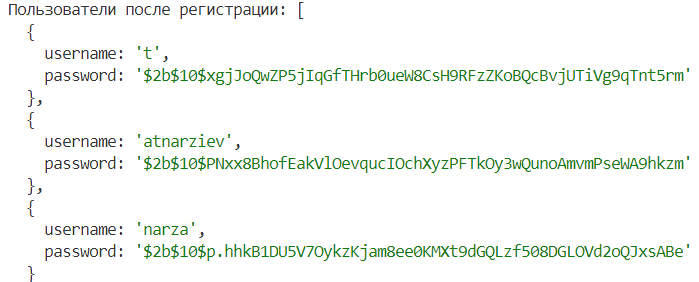 Пользователи после регистрации: [
  {
    username: 't',
    password: '$2b$10$xgjJoQwZP5jIqGfTHrb0ueW8CsH9RFzZKoBQcBvjUTiVg9qTnt5rm'
  },
  {
    username: 'atnarziev',
    password: '$2b$10$PNxx8BhofEakVlOevqucIOchXyzPFTkOy3wQunoAmvmPseWA9hkzm'
  },
  {
    username: 'narza',
    password: '$2b$10$p.hhkB1DU5V7OykzKjam8ee0KMXt9dGQLzf508DGLOVd2oQJxsABe'
  }